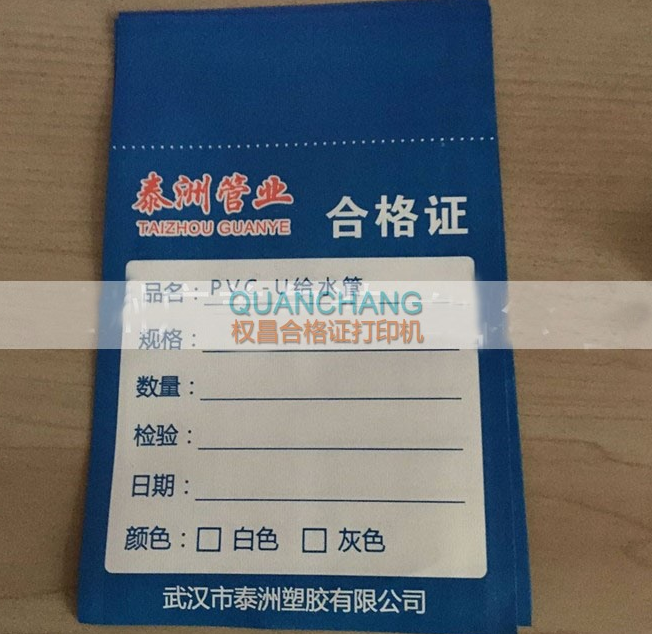 泰洲管业
TAIZHOU GUANYE
合格证
品名：PVC-U给水管
QUANCHANG
权昌合格证打印机
规格：
数量：
检验：
日期：
颜色：□ 白色 □ 灰色
武汉市泰洲塑胶有限公司